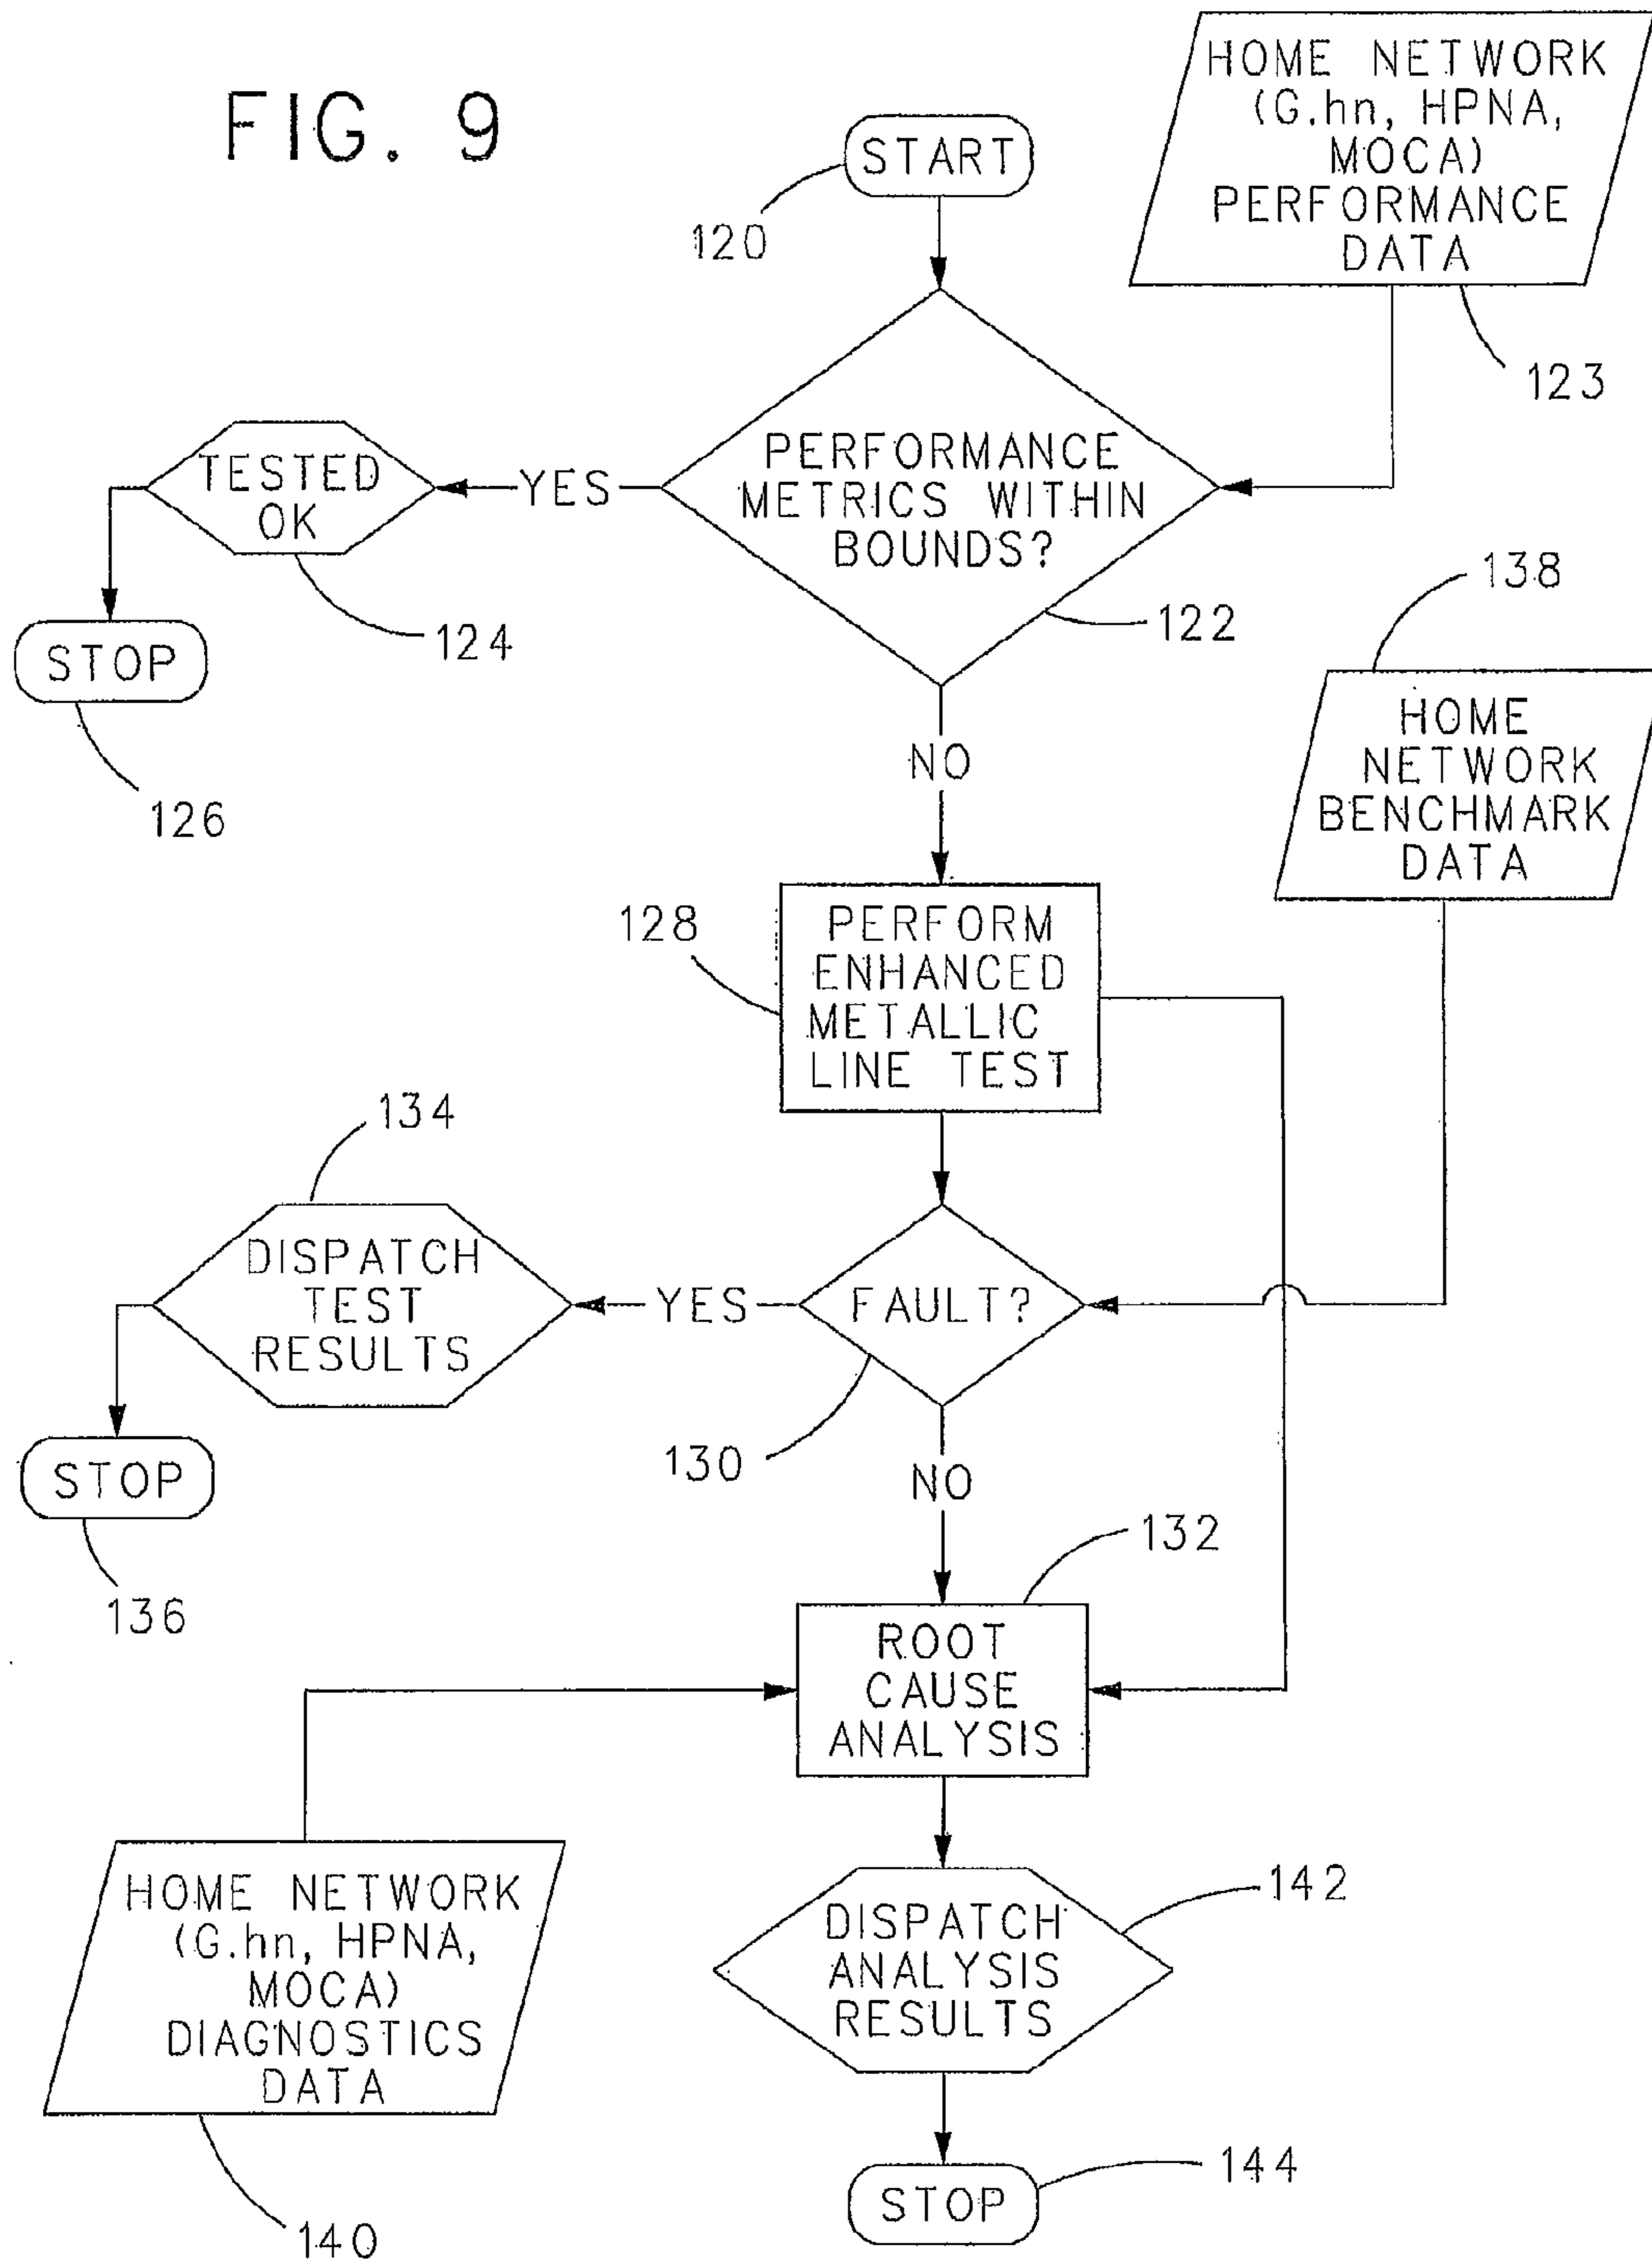 FIG. 9
START
120
HOME NETWORK
(G.hn, HPNA,
MOCA)
PERFORMANCE
DATA
123
PERFORMANCE
METRICS WITHIN
BOUNDS?
122
YES
TESTED
OK
124
STOP
126
NO
138
HOME
NETWORK
BENCHMARK
DATA
128
PERFORM
ENHANCED
METALLIC
LINE TEST
134
DISPATCH
TEST
RESULTS
YES
FAULT?
130
STOP
136
NO
132
ROOT
CAUSE
ANALYSIS
HOME NETWORK
(G.hn, HPNA,
MOCA)
DIAGNOSTICS
DATA
140
142
DISPATCH
ANALYSIS
RESULTS
STOP
144